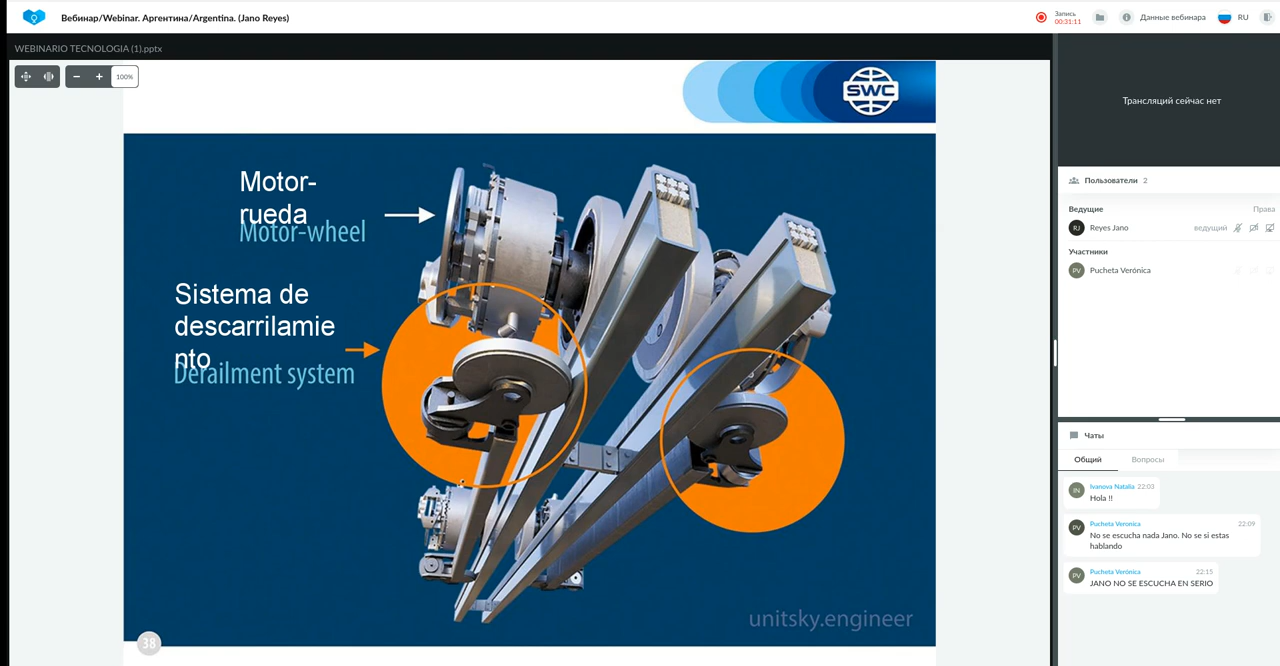 Вебинар/Webinar. Аргентина/Argentina. (Jano Reyes)
Запись
00:31:11
Данные вебинара
RU
WEBINARIO TECNOLOGIA (1).pptx
100%
SWC
Motor-
rueda
Motor-wheel
Sistema de
descarrilamie
nto
Derailment system
unitsky.engineer
38
Трансляций сейчас нет
Пользователи 2
Ведущие Права
RJ Reyes Jano ведущий
Участники
PV Pucheta Verónica
Чаты
Общий Вопросы
IN Ivanova Natalia 22:03
Hola !!
PV Pucheta Veronica 22:09
No se escucha nada Jano. No se si estas
hablando
PV Pucheta Verónica 22:15
JANO NO SE ESCUCHA EN SERIO